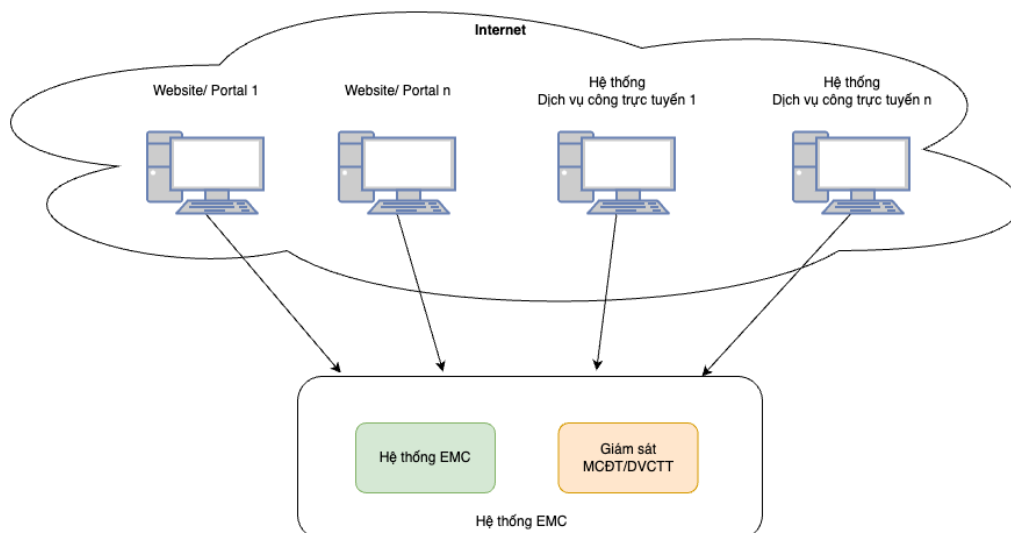 Internet
Website/ Portal 1
Website/ Portal n
Hệ thống
Dịch vụ công trực tuyến 1
Hệ thống
Dịch vụ công trực tuyến n
Hệ thống EMC
Giám sát
MCĐT/DVCTT
Hệ thống EMC